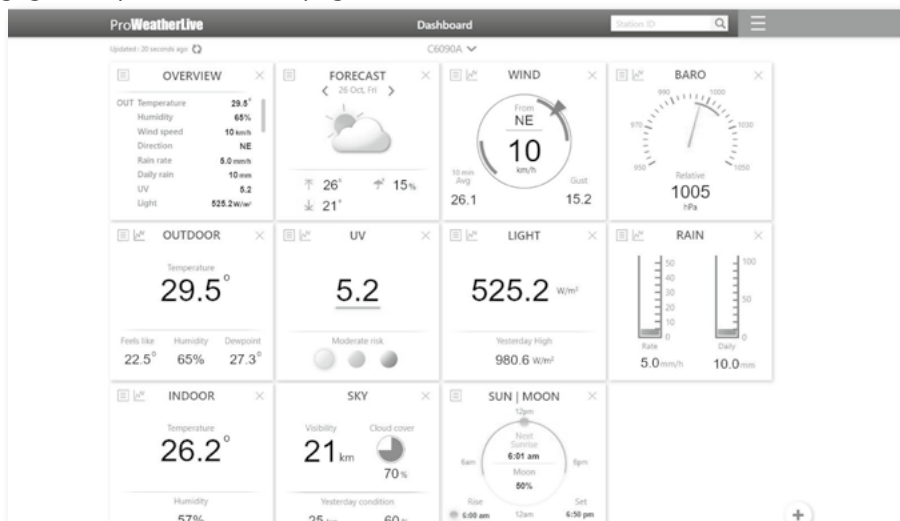 ProWeatherLive
Dashboard
Station ID
Updated : 20 seconds ago
C6090A
OVERVIEW
OUT Temperature 29.5°
Humidity 65%
Wind speed 10 km/h
Direction NE
Rain rate 5.0 mm/h
Daily rain 10 mm
UV 5.2
Light 525.2 W/m²
FORECAST
26 Oct, Fri
26° 15%
21°
WIND
From
NE
10
km/h
10 min
Avg
26.1
Gust
15.2
BARO
990 1000
970 1030
950 1050
Relative
1005
hPa
OUTDOOR
Temperature
29.5°
Feels like Humidity Dewpoint
22.5° 65% 27.3°
UV
5.2
Moderate risk
LIGHT
525.2 W/m²
Yesterday High
980.6 W/m²
RAIN
50 100
40
30 50
20
10
0 0
Rate Daily
5.0 mm/h 10.0 mm
INDOOR
Temperature
26.2°
Humidity
57%
SKY
Visibility Cloud cover
21 km
70%
Yesterday condition
25 60
SUN | MOON
12pm
Next
Sunrise
6:01 am
6am 6pm
Moon
50%
Rise Set
6:00 am 12am 6:50 pm